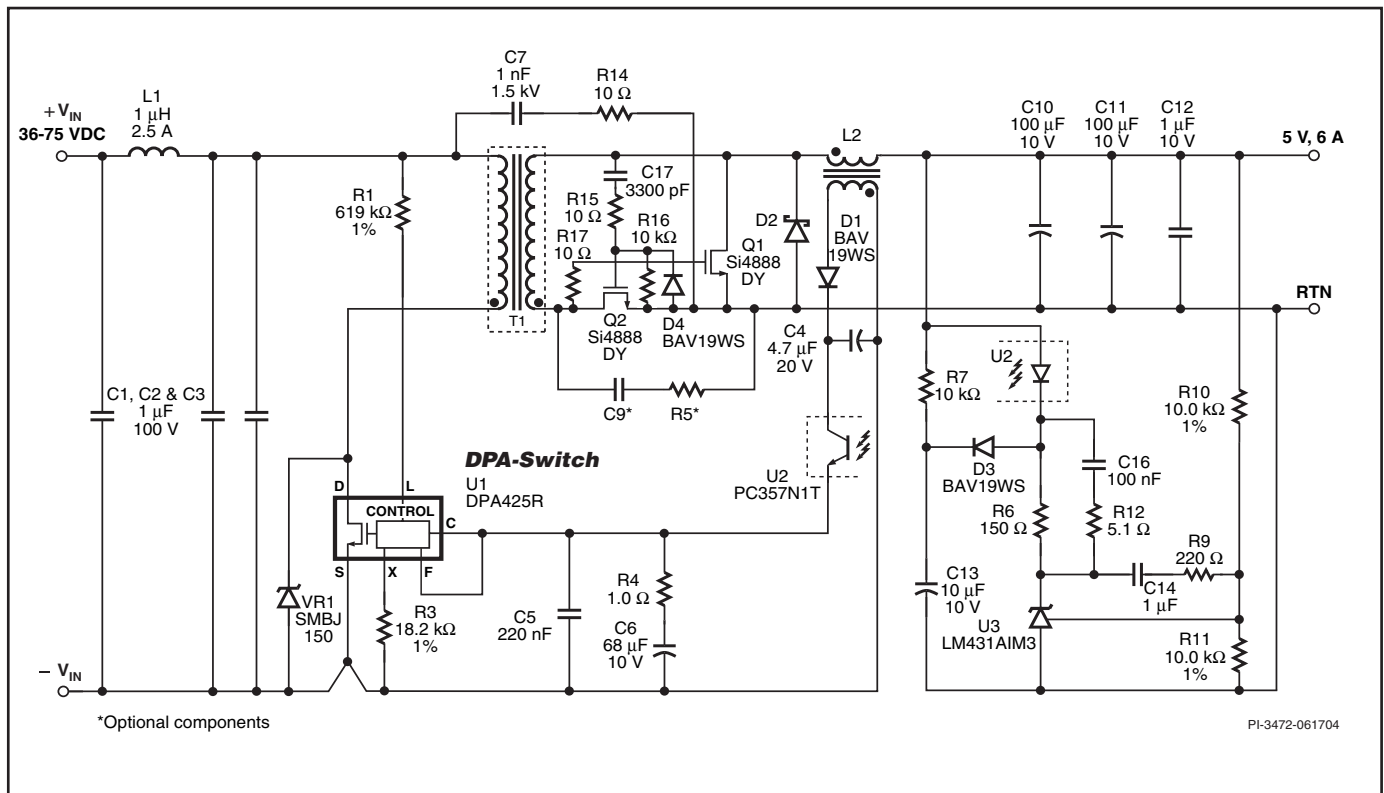 + VIN
36-75 VDC
L1
1 μH
2.5 A
C7
1 nF
1.5 kV
R14
10 Ω
L2
C10
100 μF
10 V
C11
100 μF
10 V
C12
1 μF
10 V
5 V, 6 A
R1
619 kΩ
1%
C17
3300 pF
R15
10 Ω
R16
10 kΩ
R17
10 Ω
Q1
Si4888
DY
D2
D1
BAV
19WS
RTN
T1
Q2
Si4888
DY
D4
BAV19WS
C4
4.7 μF
20 V
U2
R7
10 kΩ
R10
10.0 kΩ
1%
C1, C2 & C3
1 μF
100 V
C9*
R5*
DPA-Switch
U1
DPA425R
U2
PC357N1T
D3
BAV19WS
C16
100 nF
D
L
CONTROL
C
S
X
F
R6
150 Ω
R12
5.1 Ω
R9
220 Ω
VR1
SMBJ
150
R3
18.2 kΩ
1%
C5
220 nF
R4
1.0 Ω
C6
68 μF
10 V
C13
10 μF
10 V
C14
1 μF
U3
LM431AIM3
R11
10.0 kΩ
1%
− VIN
*Optional components
PI-3472-061704